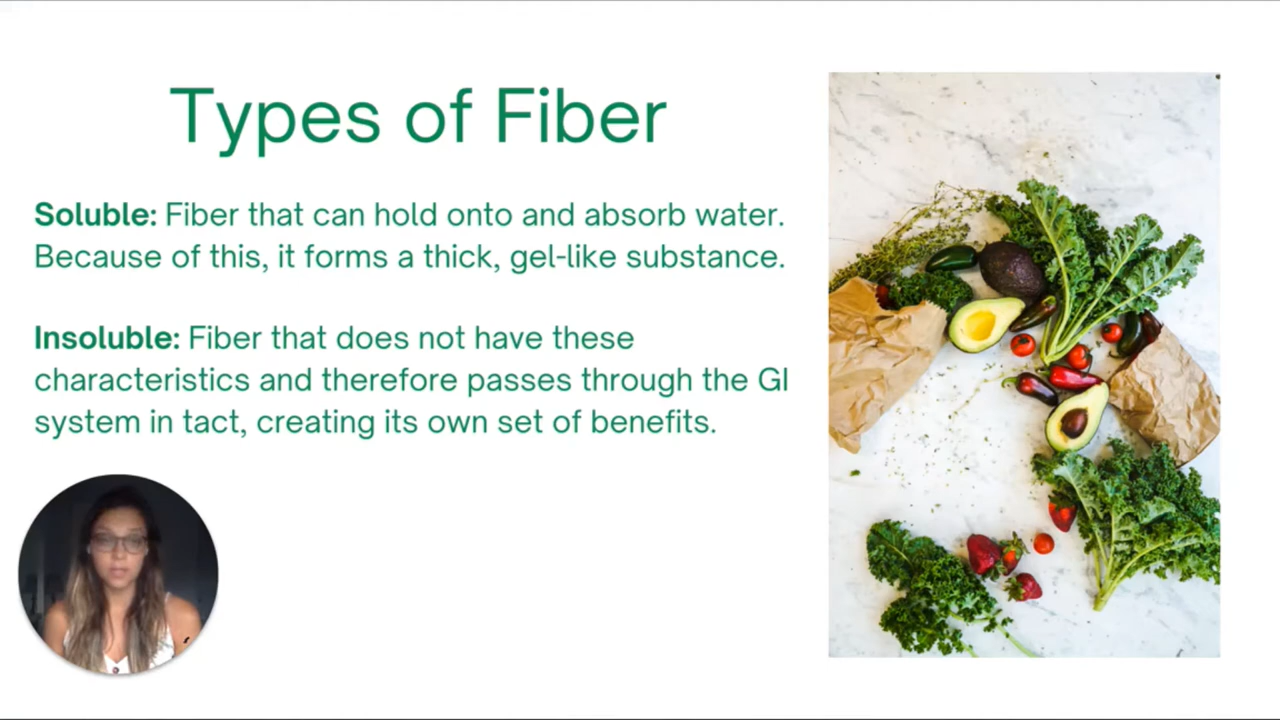 Types of Fiber
Soluble: Fiber that can hold onto and absorb water.
Because of this, it forms a thick, gel-like substance.
Insoluble: Fiber that does not have these
characteristics and therefore passes through the GI
system in tact, creating its own set of benefits.